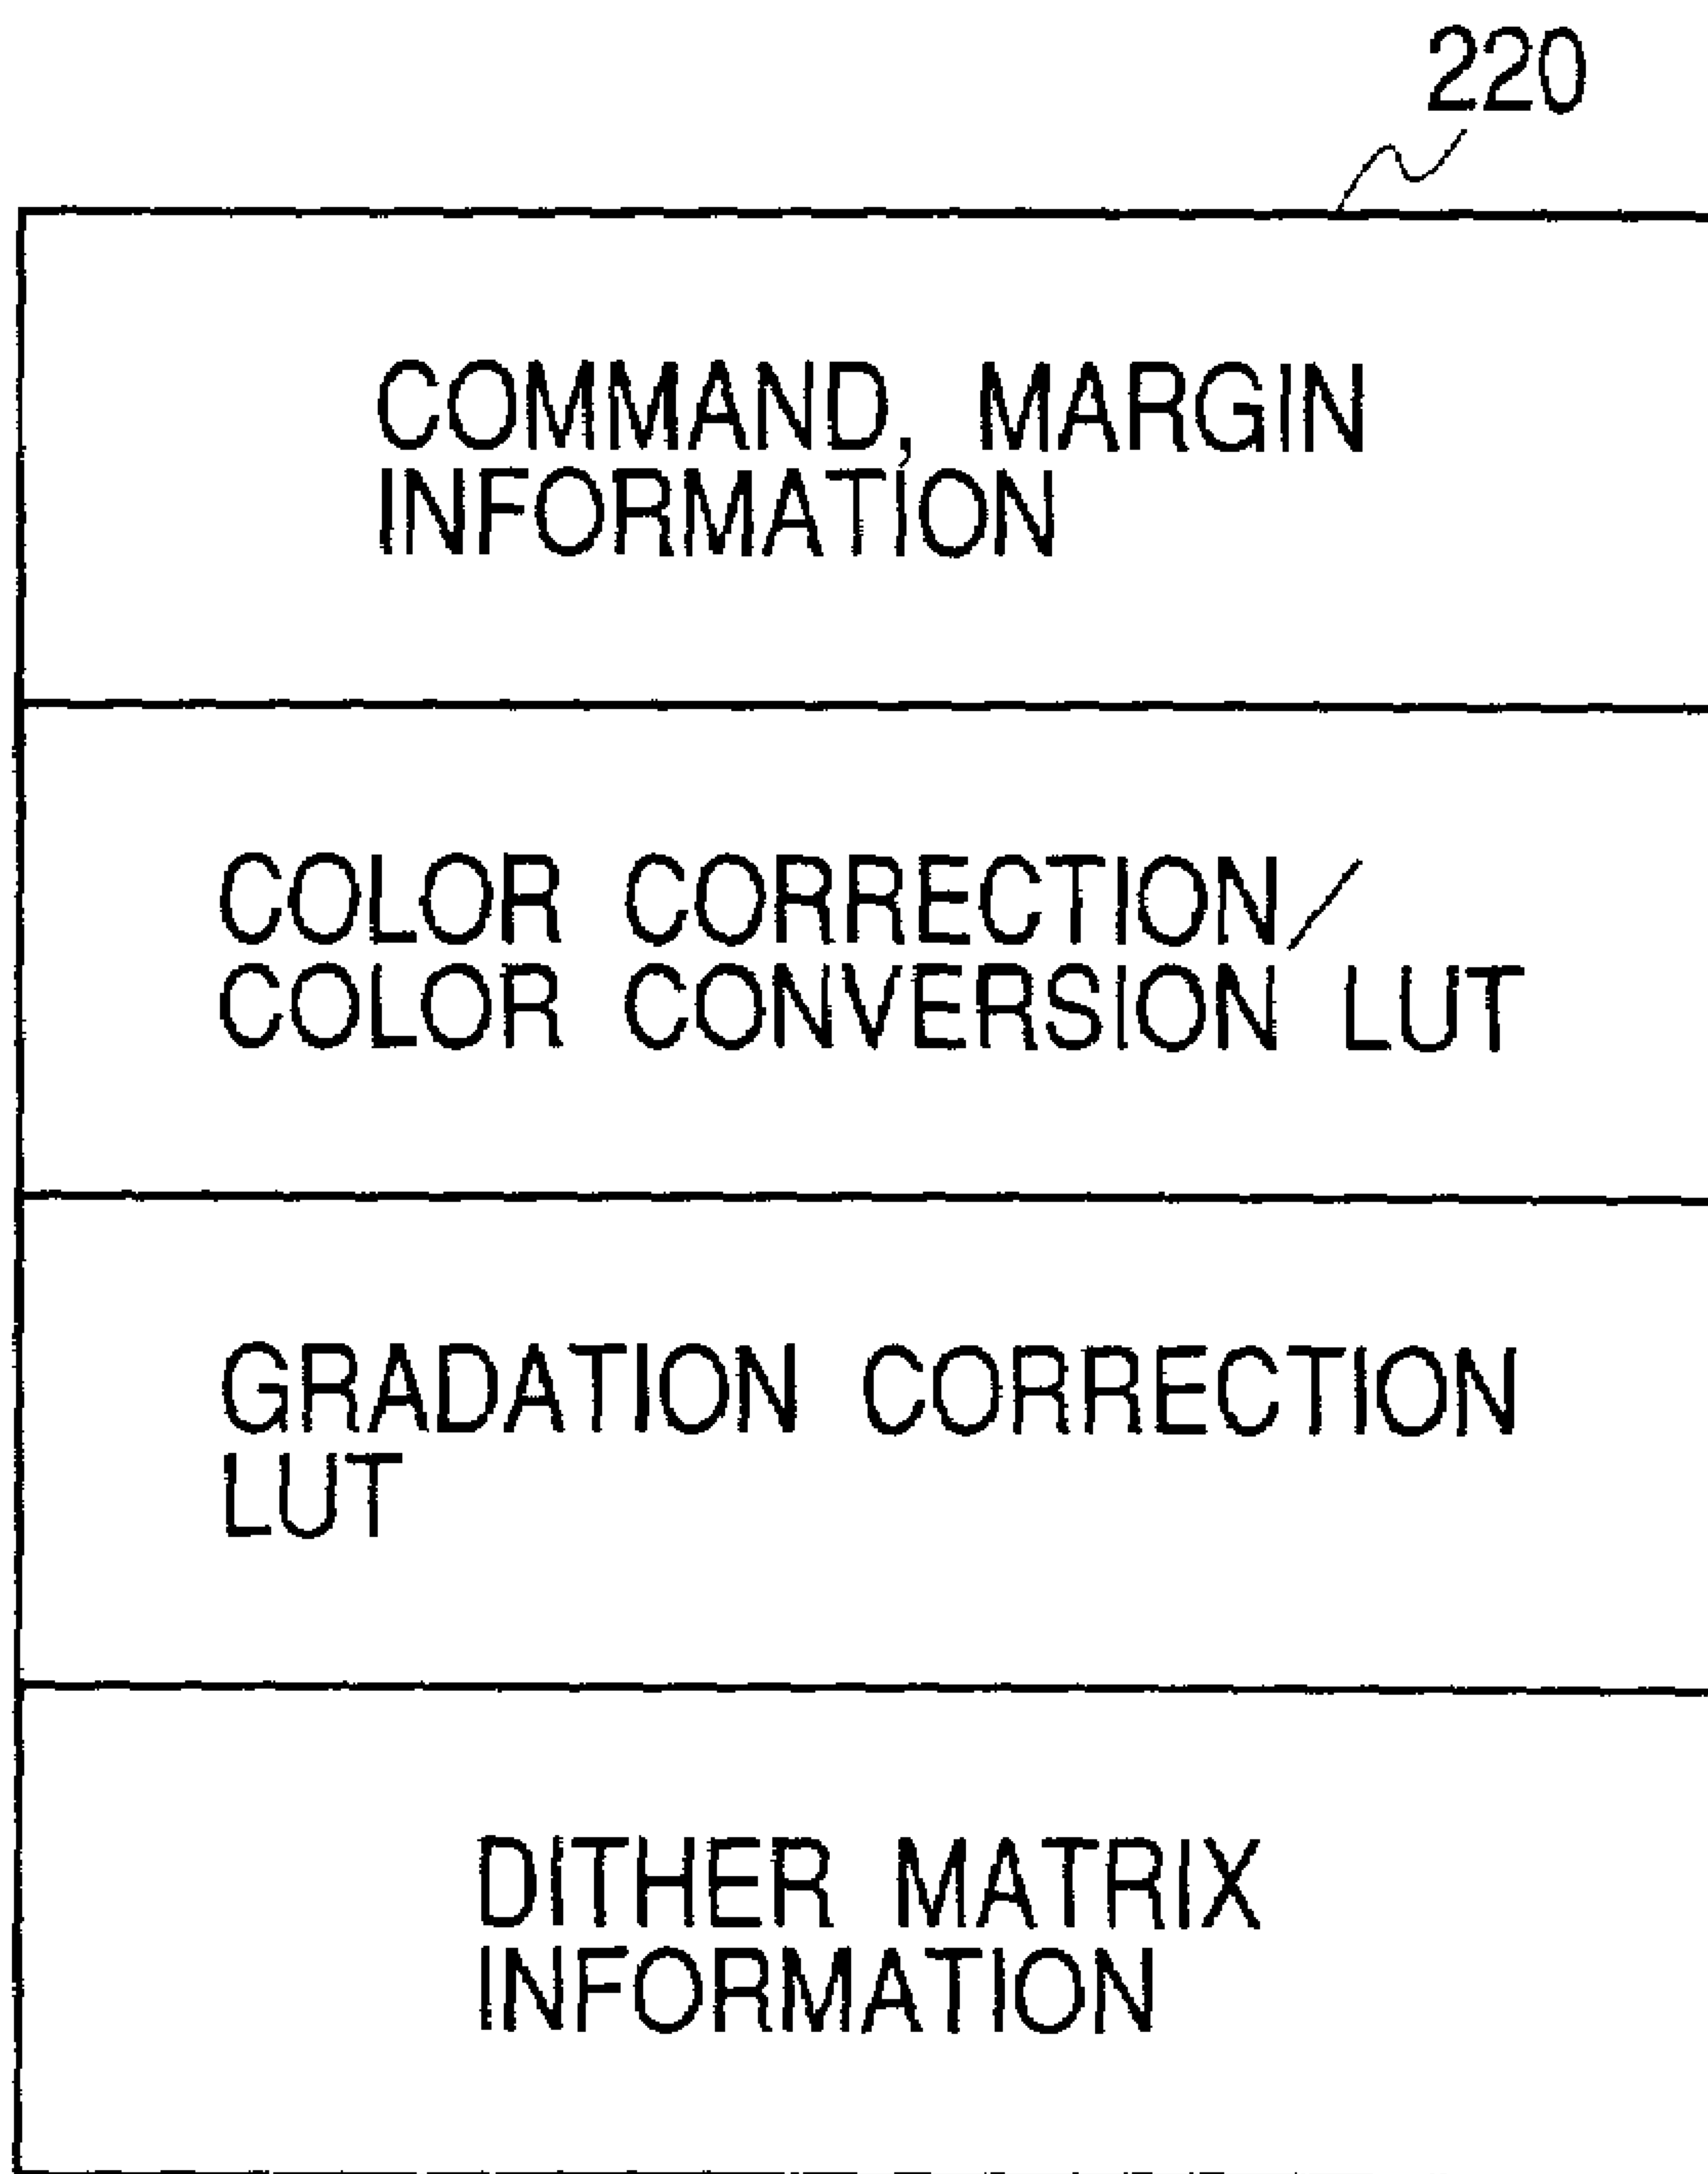 220
COMMAND, MARGIN
INFORMATION
COLOR CORRECTION/
COLOR CONVERSION LUT
GRADATION CORRECTION
LUT
DITHER MATRIX
INFORMATION